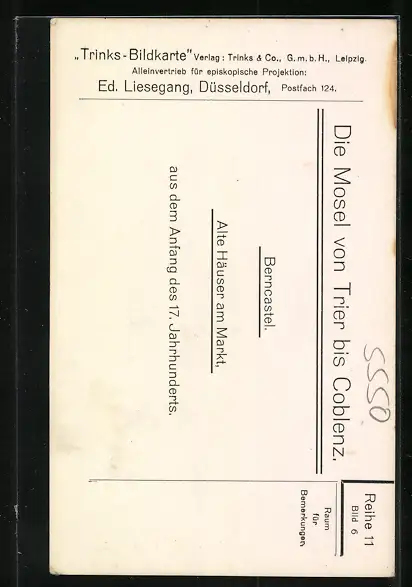 „Trinks-Bildkarte" Verlag: Trinks & Co., G. m. b. H., Leipzig.
Alleinvertrieb für episkopische Projektion:
Ed. Liesegang, Düsseldorf, Postfach 124.
Die Mosel von Trier bis Coblenz.
Berncastel.
Alte Häuser am Markt,
aus dem Anfang des 17. Jahrhunderts.
5550
Reihe 11
Bild 6
Raum
für
Bemerkungen